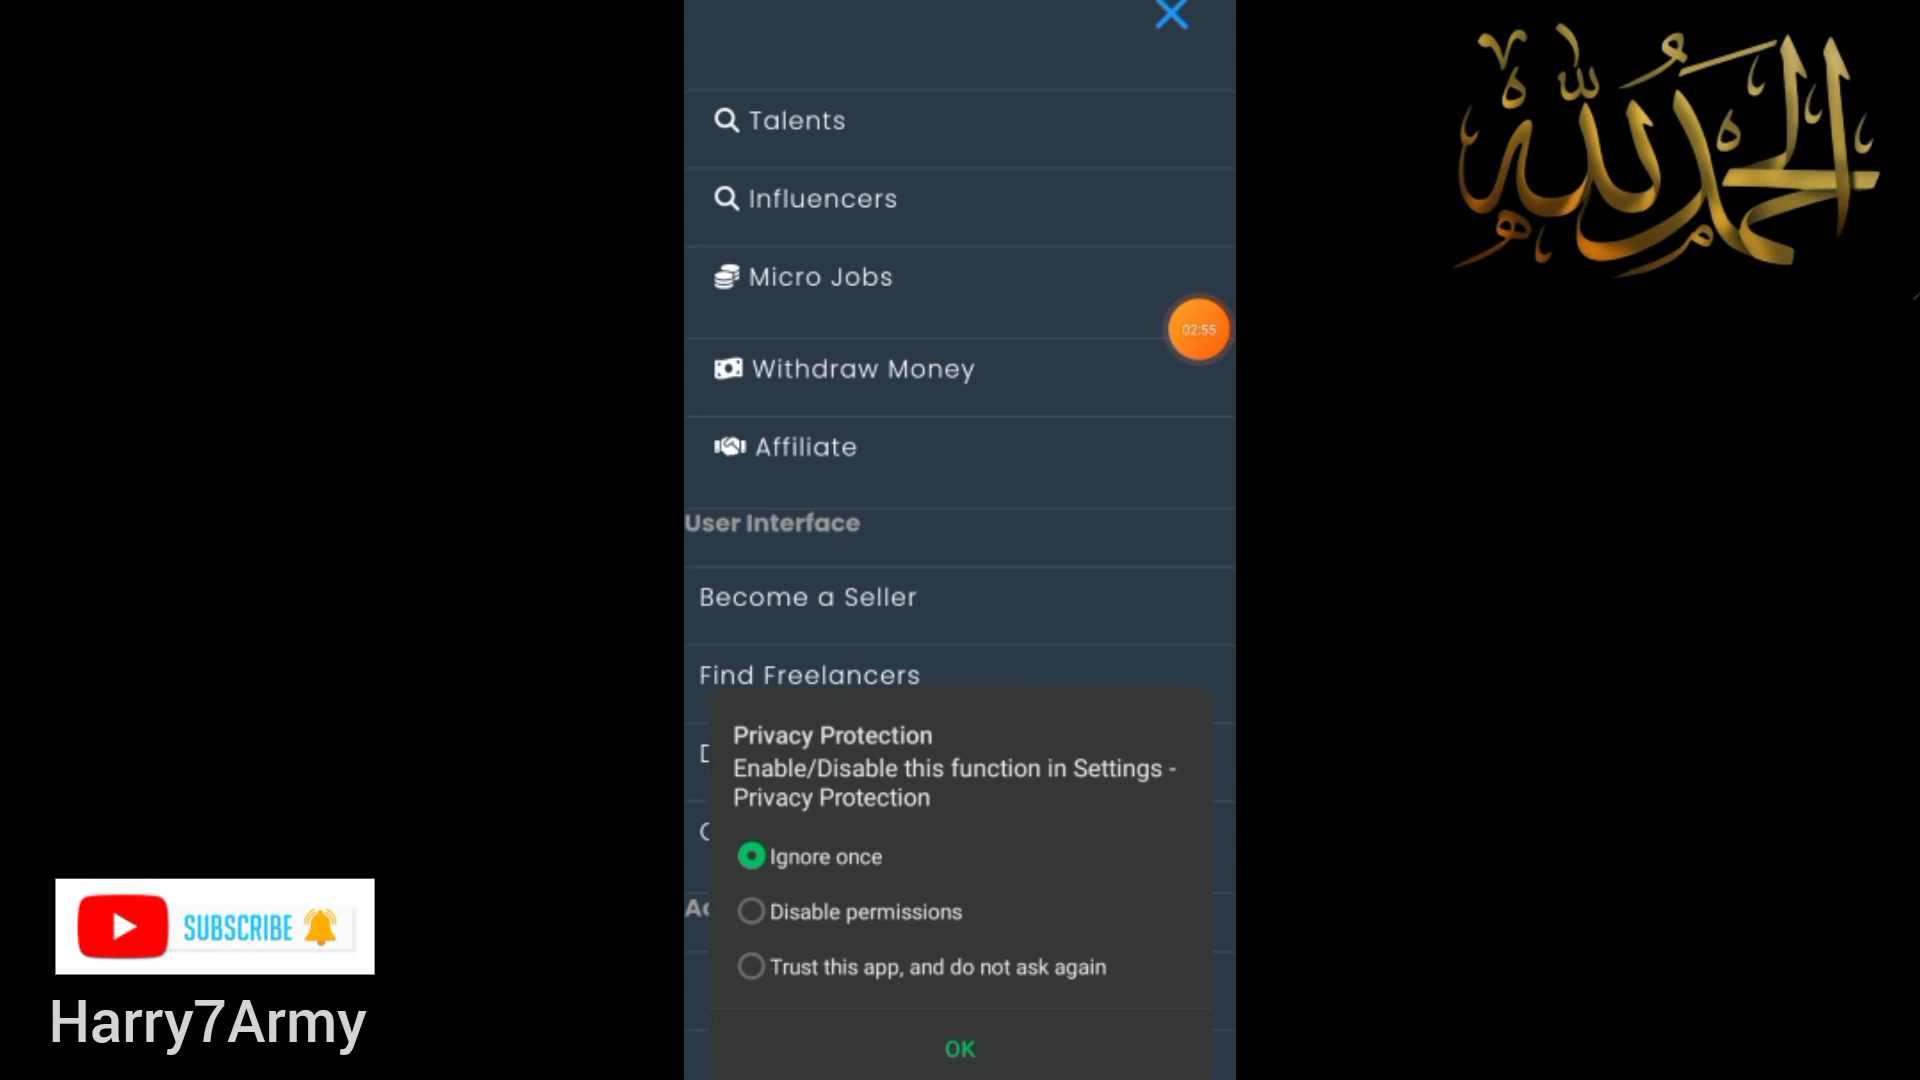 الحمد لله
Talents
Influencers
Micro Jobs
02:55
Withdraw Money
Affiliate
User Interface
Become a Seller
Find Freelancers
Privacy Protection
Enable/Disable this function in Settings -
Privacy Protection
Ignore once
Disable permissions
Trust this app, and do not ask again
OK
SUBSCRIBE
Harry7Army